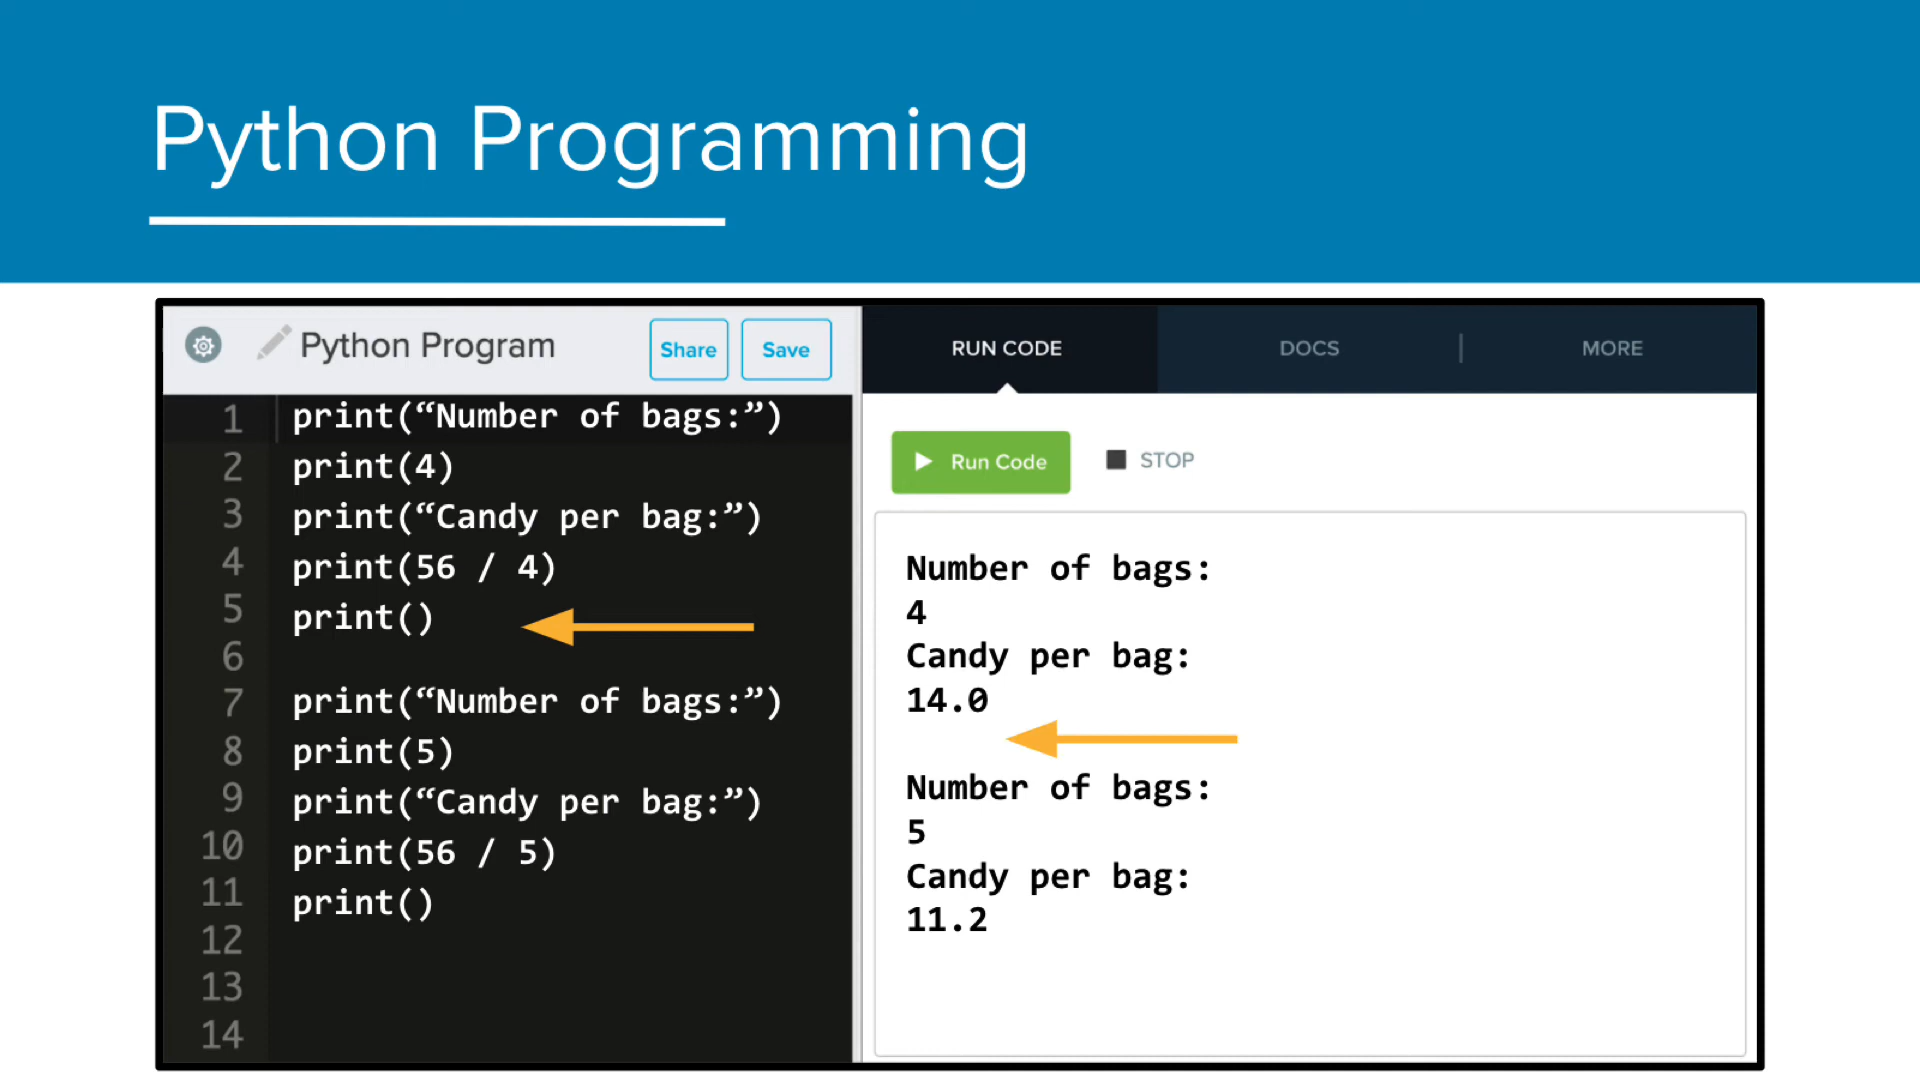 Python Programming
Python Program
Share
Save
RUN CODE
DOCS
|
MORE
1 print(“Number of bags:”)
2 print(4)
3 print(“Candy per bag:”)
4 print(56 / 4)
5 print()
6
7 print(“Number of bags:”)
8 print(5)
9 print(“Candy per bag:”)
10 print(56 / 5)
11 print()
12
13
14
Run Code
STOP
Number of bags:
4
Candy per bag:
14.0
Number of bags:
5
Candy per bag:
11.2